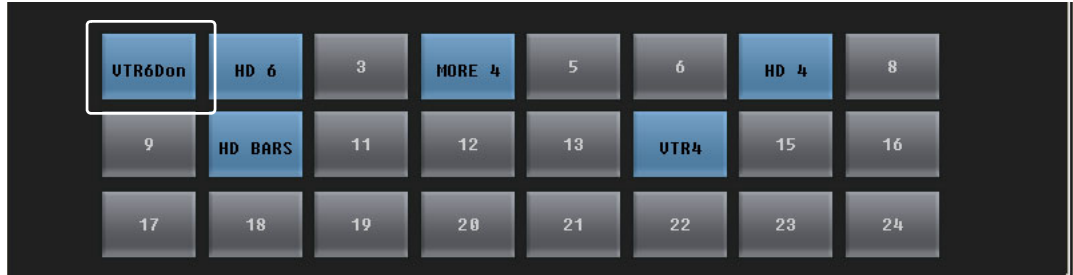 VTR6Don HD 6 3 MORE 4 5 6 HD 4 8
9 HD BARS 11 12 13 VTR4 15 16
17 18 19 20 21 22 23 24